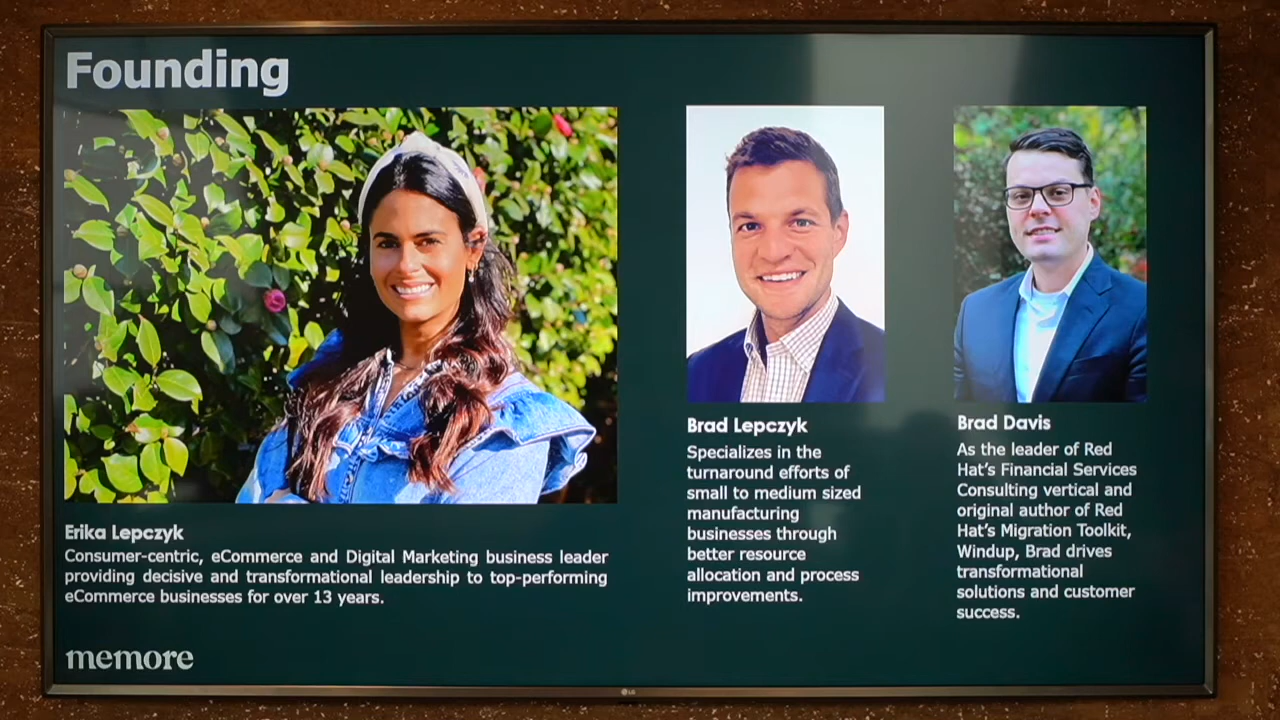 Founding
Erika Lepczyk
Consumer-centric, eCommerce and Digital Marketing business leader
providing decisive and transformational leadership to top-performing
eCommerce businesses for over 13 years.
Brad Lepczyk
Specializes in the
turnaround efforts of
small to medium sized
manufacturing
businesses through
better resource
allocation and process
improvements.
Brad Davis
As the leader of Red
Hat's Financial Services
Consulting vertical and
original author of Red
Hat's Migration Toolkit,
Windup, Brad drives
transformational
solutions and customer
success.
memore
LG